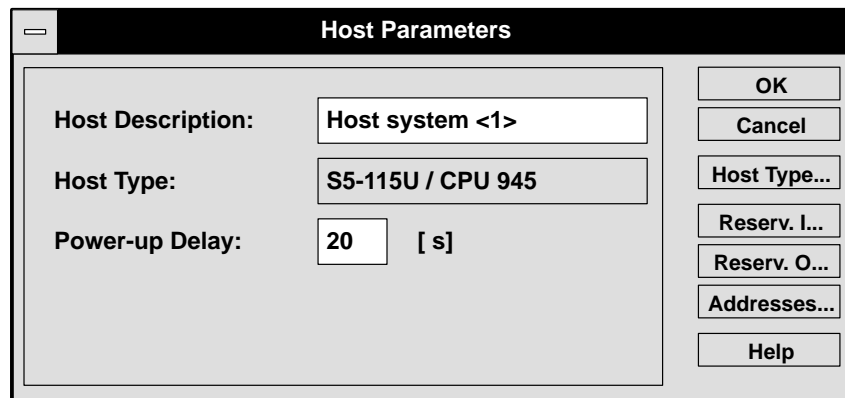 Host Parameters
Host Description: Host system <1>
Host Type: S5-115U / CPU 945
Power-up Delay: 20 [ s]
OK
Cancel
Host Type...
Reserv. I...
Reserv. O...
Addresses...
Help